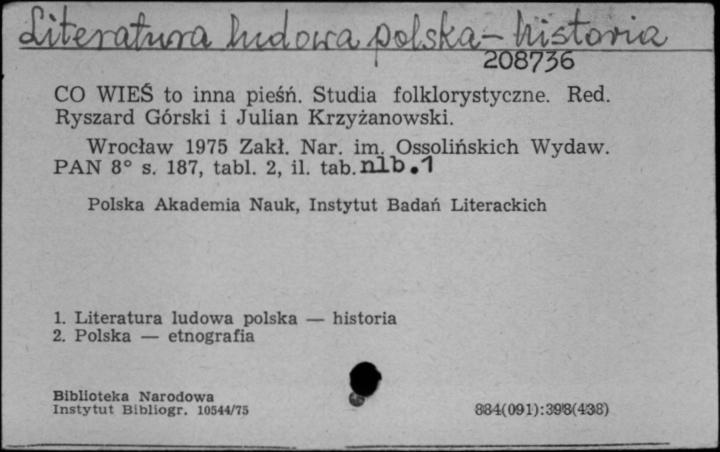 Literatura ludowa polska – historia
208736
CO WIEŚ to inna pieśń. Studia folklorystyczne. Red.
Ryszard Górski i Julian Krzyżanowski.
Wrocław 1975 Zakł. Nar. im. Ossolińskich Wydaw.
PAN 8° s. 187, tabl. 2, il. tab. nlb. 1
Polska Akademia Nauk, Instytut Badań Literackich
1. Literatura ludowa polska — historia
2. Polska — etnografia
Biblioteka Narodowa
Instytut Bibliogr. 10544/75
884(091):398(438)